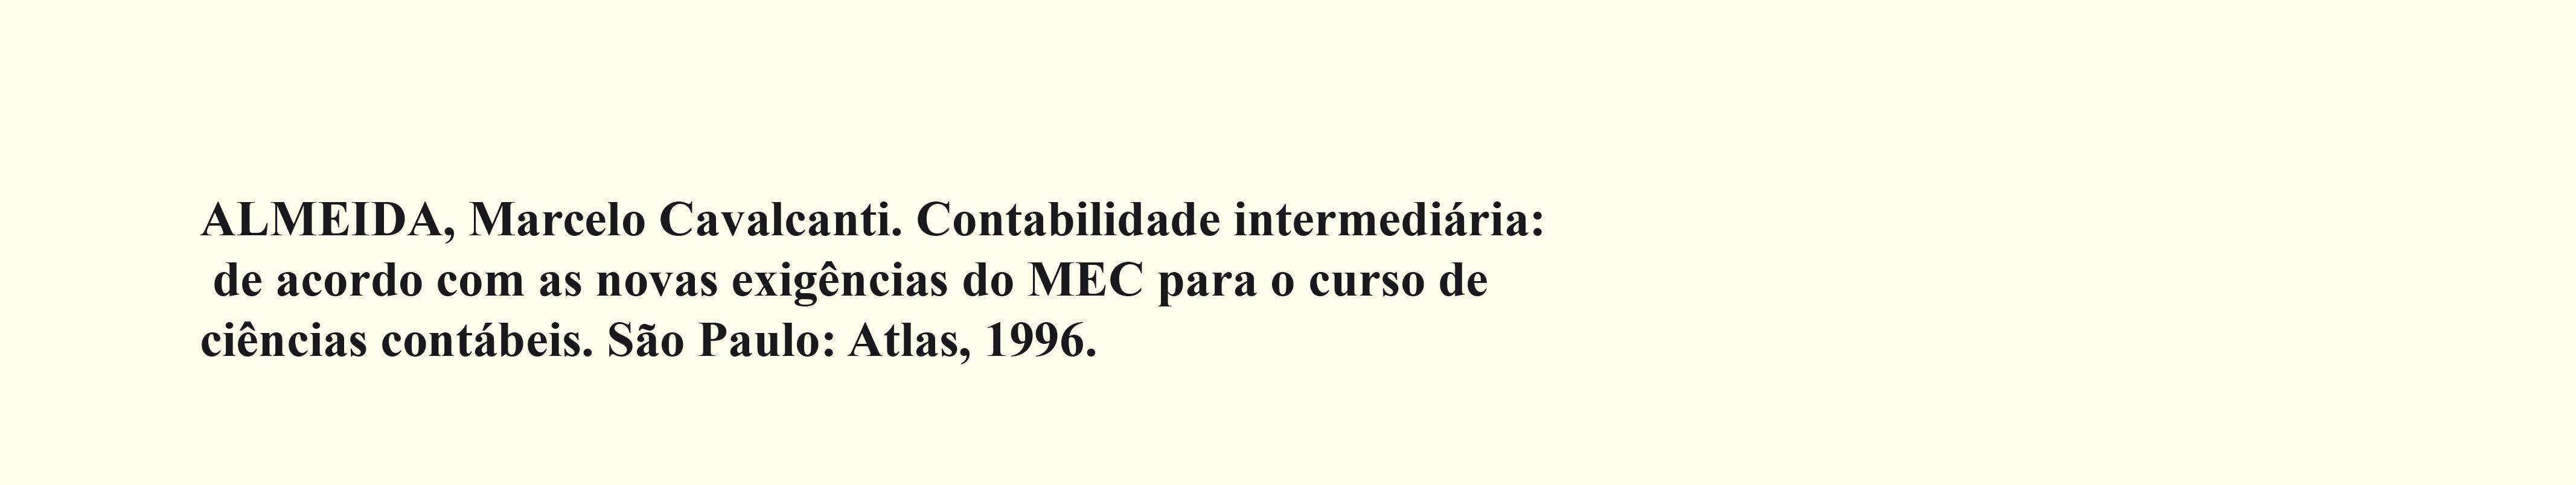 ALMEIDA, Marcelo Cavalcanti. Contabilidade intermediária:
de acordo com as novas exigências do MEC para o curso de
ciências contábeis. São Paulo: Atlas, 1996.